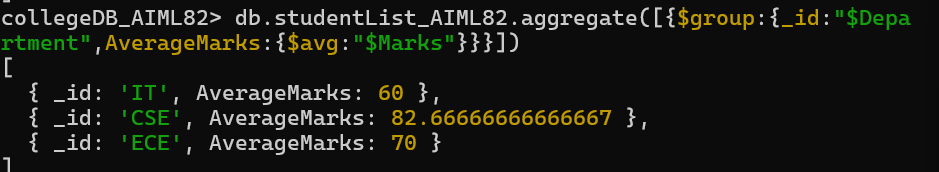 collegeDB_AIML82> db.studentList_AIML82.aggregate([{$group:{_id:"$Depa
rtment",AverageMarks:{$avg:"$Marks"}}}])
[
  { _id: 'IT', AverageMarks: 60 },
  { _id: 'CSE', AverageMarks: 82.66666666666667 },
  { _id: 'ECE', AverageMarks: 70 }
]